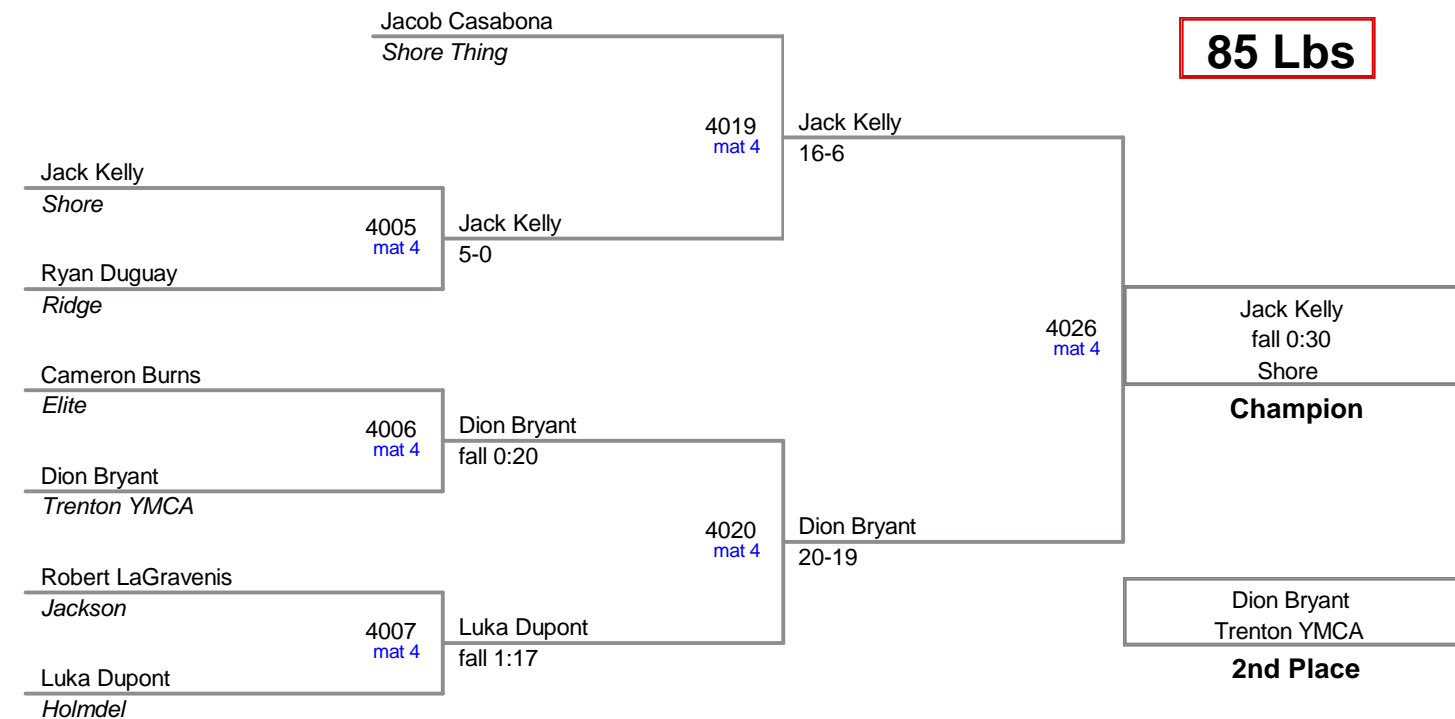 Jacob Casabona
Shore Thing
85 Lbs
4019
mat 4
Jack Kelly
16-6
Jack Kelly
Shore
4005
mat 4
Jack Kelly
5-0
Ryan Duguay
Ridge
4026
mat 4
Jack Kelly
fall 0:30
Shore
Champion
Cameron Burns
Elite
4006
mat 4
Dion Bryant
fall 0:20
Dion Bryant
Trenton YMCA
4020
mat 4
Dion Bryant
20-19
Robert LaGravenis
Jackson
4007
mat 4
Luka Dupont
fall 1:17
Luka Dupont
Holmdel
Dion Bryant
Trenton YMCA
2nd Place